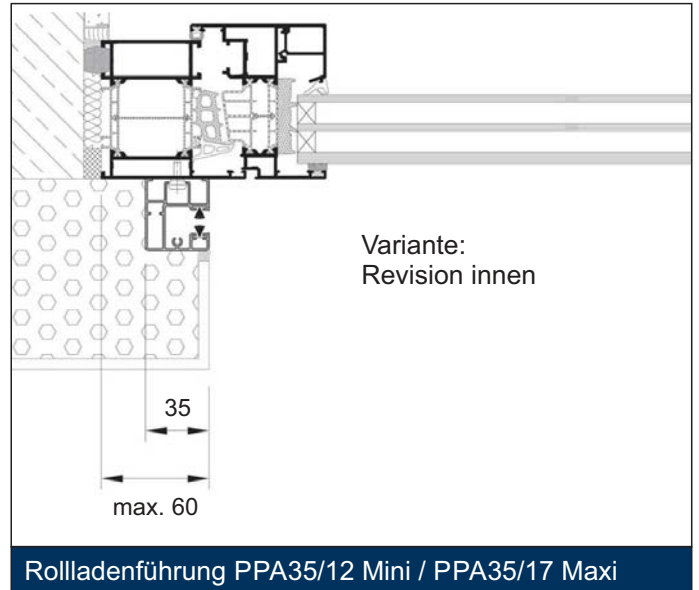 Variante:
Revision innen
35
max. 60
Rollladenführung PPA35/12 Mini / PPA35/17 Maxi